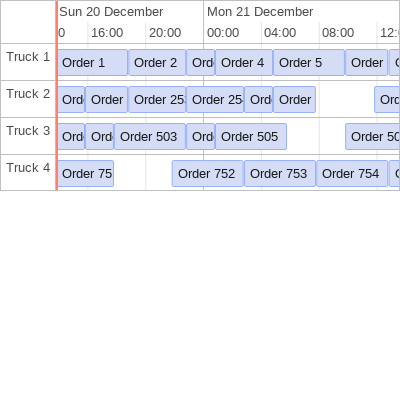 Sun 20 December Mon 21 December
0 16:00 20:00 00:00 04:00 08:00 12:
Truck 1 Order 1 Order 2 Ord Order 4 Order 5 Order
Truck 2 Ord Order Order 25 Order 25 Ord Order Ord
Truck 3 Ord Ord Order 503 Ord Order 505 Order 50
Truck 4 Order 75 Order 752 Order 753 Order 754